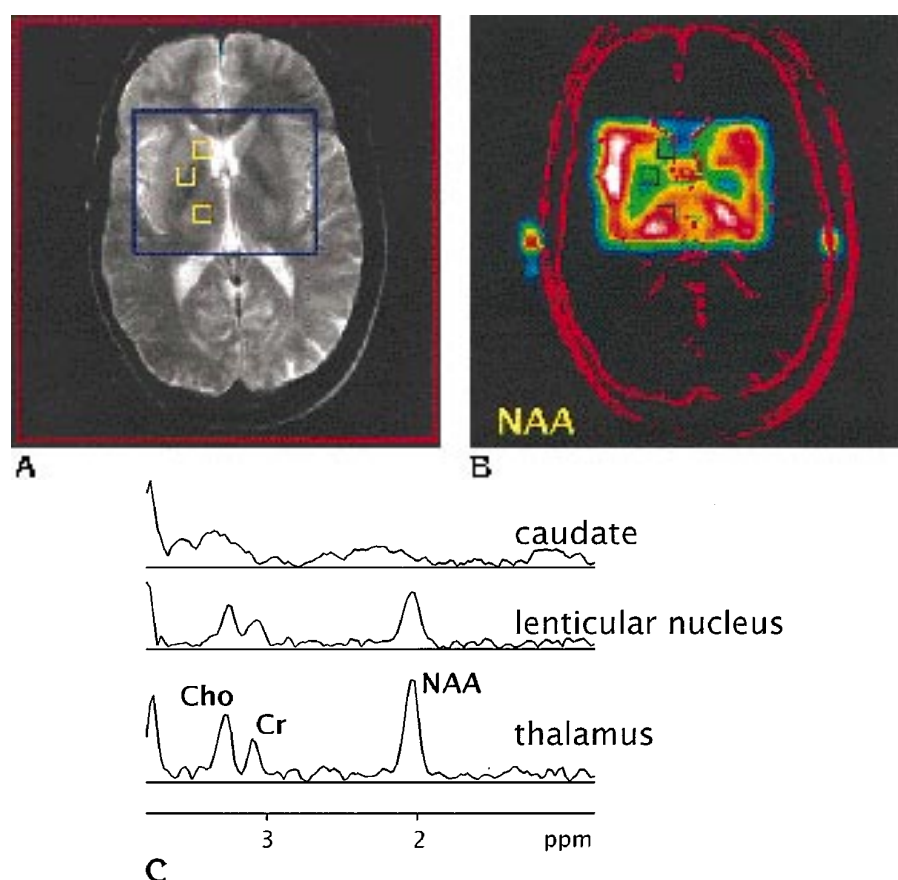 NAA
A
B
caudate
lenticular nucleus
Cho
NAA
Cr
thalamus
3
2
ppm
C